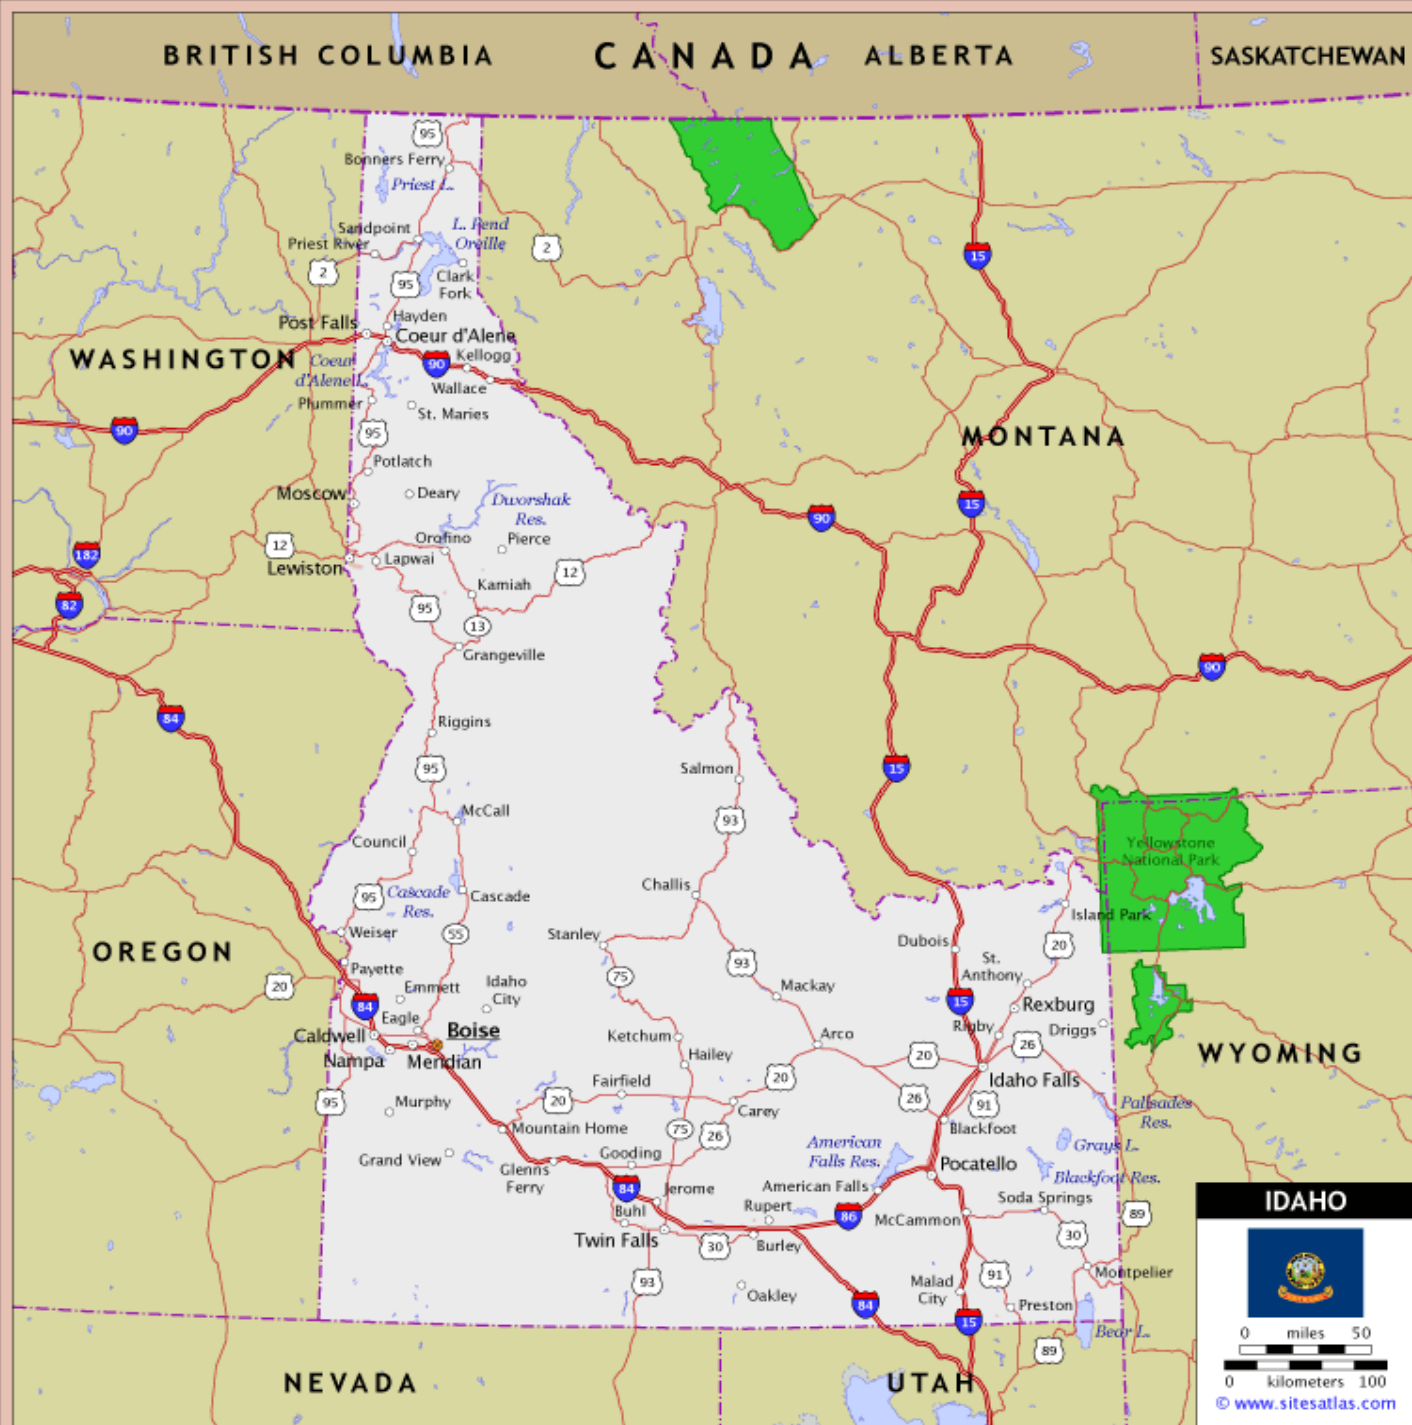 BRITISH COLUMBIA
CANADA
ALBERTA
SASKATCHEWAN
95
Bonners Ferry
Priest L.
Sandpoint
L. Pend
Oreille
Priest River
2
2
15
95
Clark
Fork
Hayden
Post Falls
Coeur d'Alene
WASHINGTON
Coeur
d'Alene L.
90
Kellogg
Wallace
Plummer
St. Maries
90
95
MONTANA
Potlatch
Moscow
Deary
Dworshak
Res.
15
90
12
182
Orofino
Pierce
Lewiston
Lapwai
12
82
Kamiah
95
13
Grangeville
90
84
Riggins
95
Salmon
15
93
McCall
Council
Yellowstone
National Park
95
Cascade
Res.
Cascade
Challis
Island Park
Weiser
55
Stanley
Dubois
20
OREGON
Payette
75
93
St.
Anthony
20
Emmett
Idaho
City
Mackay
84
15
Rexburg
Eagle
Boise
Rigby
Driggs
Caldwell
Ketchum
Arco
26
Nampa
Meridian
Hailey
20
WYOMING
Idaho Falls
Fairfield
20
95
Murphy
20
Carey
26
91
Palisades
Res.
Mountain Home
75
26
Blackfoot
American
Falls Res.
Grays L.
Grand View
Gooding
Pocatello
Glenns
Ferry
Blackfoot Res.
84
Jerome
American Falls
Soda Springs
IDAHO
Buhl
Rupert
86
McCammon
89
Twin Falls
30
Burley
30
93
Oakley
Malad
City
91
Montpelier
84
Preston
15
Bear L.
89
0 miles 50
NEVADA
UTAH
0 kilometers 100
© www.sitesatlas.com